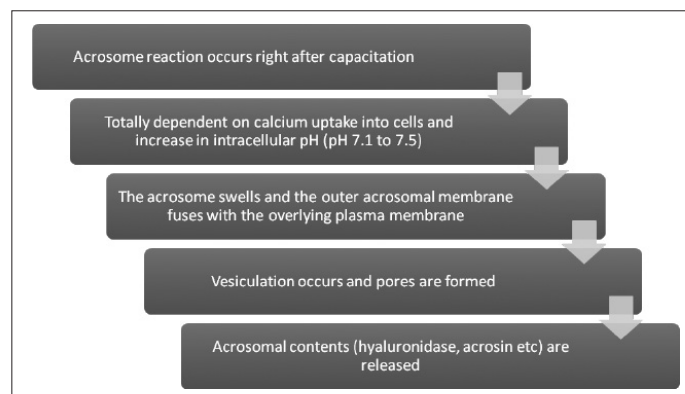 Acrosome reaction occurs right after capacitation
Totally dependent on calcium uptake into cells and
increase in intracellular pH (pH 7.1 to 7.5)
The acrosome swells and the outer acrosomal membrane
fuses with the overlying plasma membrane
Vesiculation occurs and pores are formed
Acrosomal contents (hyaluronidase, acrosin etc) are
released